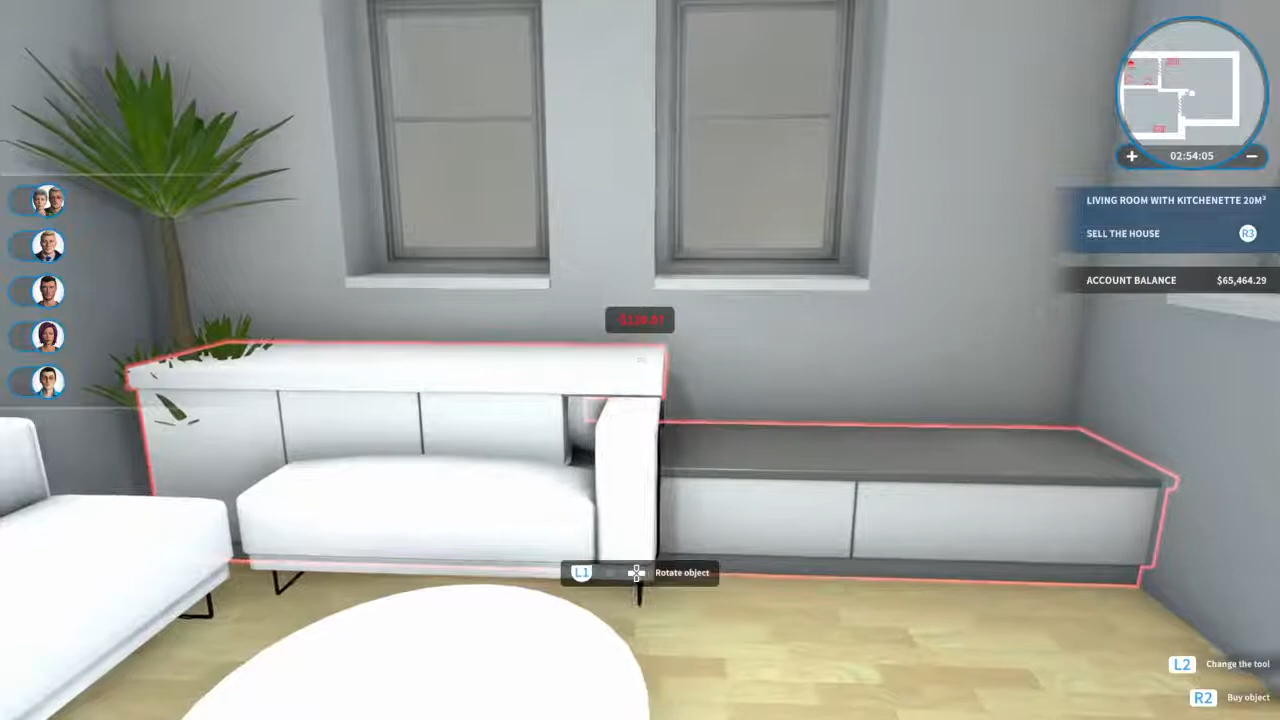 + 02:54:05 −
LIVING ROOM WITH KITCHENETTE 20M²
SELL THE HOUSE R3
ACCOUNT BALANCE $65,464.29
L1 Rotate object
L2 Change the tool
R2 Buy object